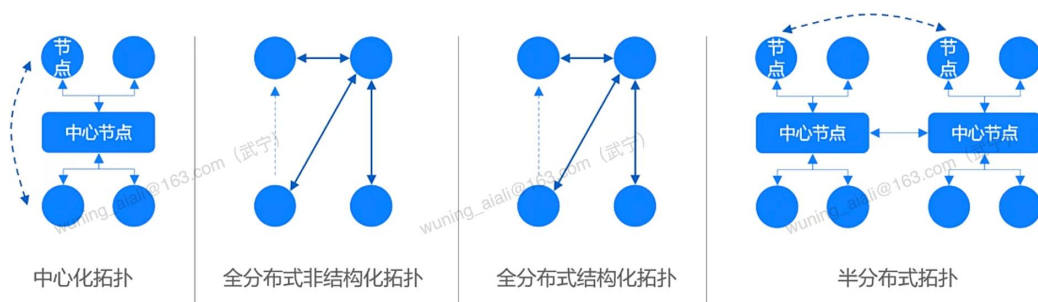 节点
节点
节点
中心节点
中心节点
中心节点
wuning_aiali@163.com（武宁）
wuning_aiali@163.com（武宁）
wuning_aiali@163.com（武宁）
中心化拓扑
全分布式非结构化拓扑
全分布式结构化拓扑
半分布式拓扑